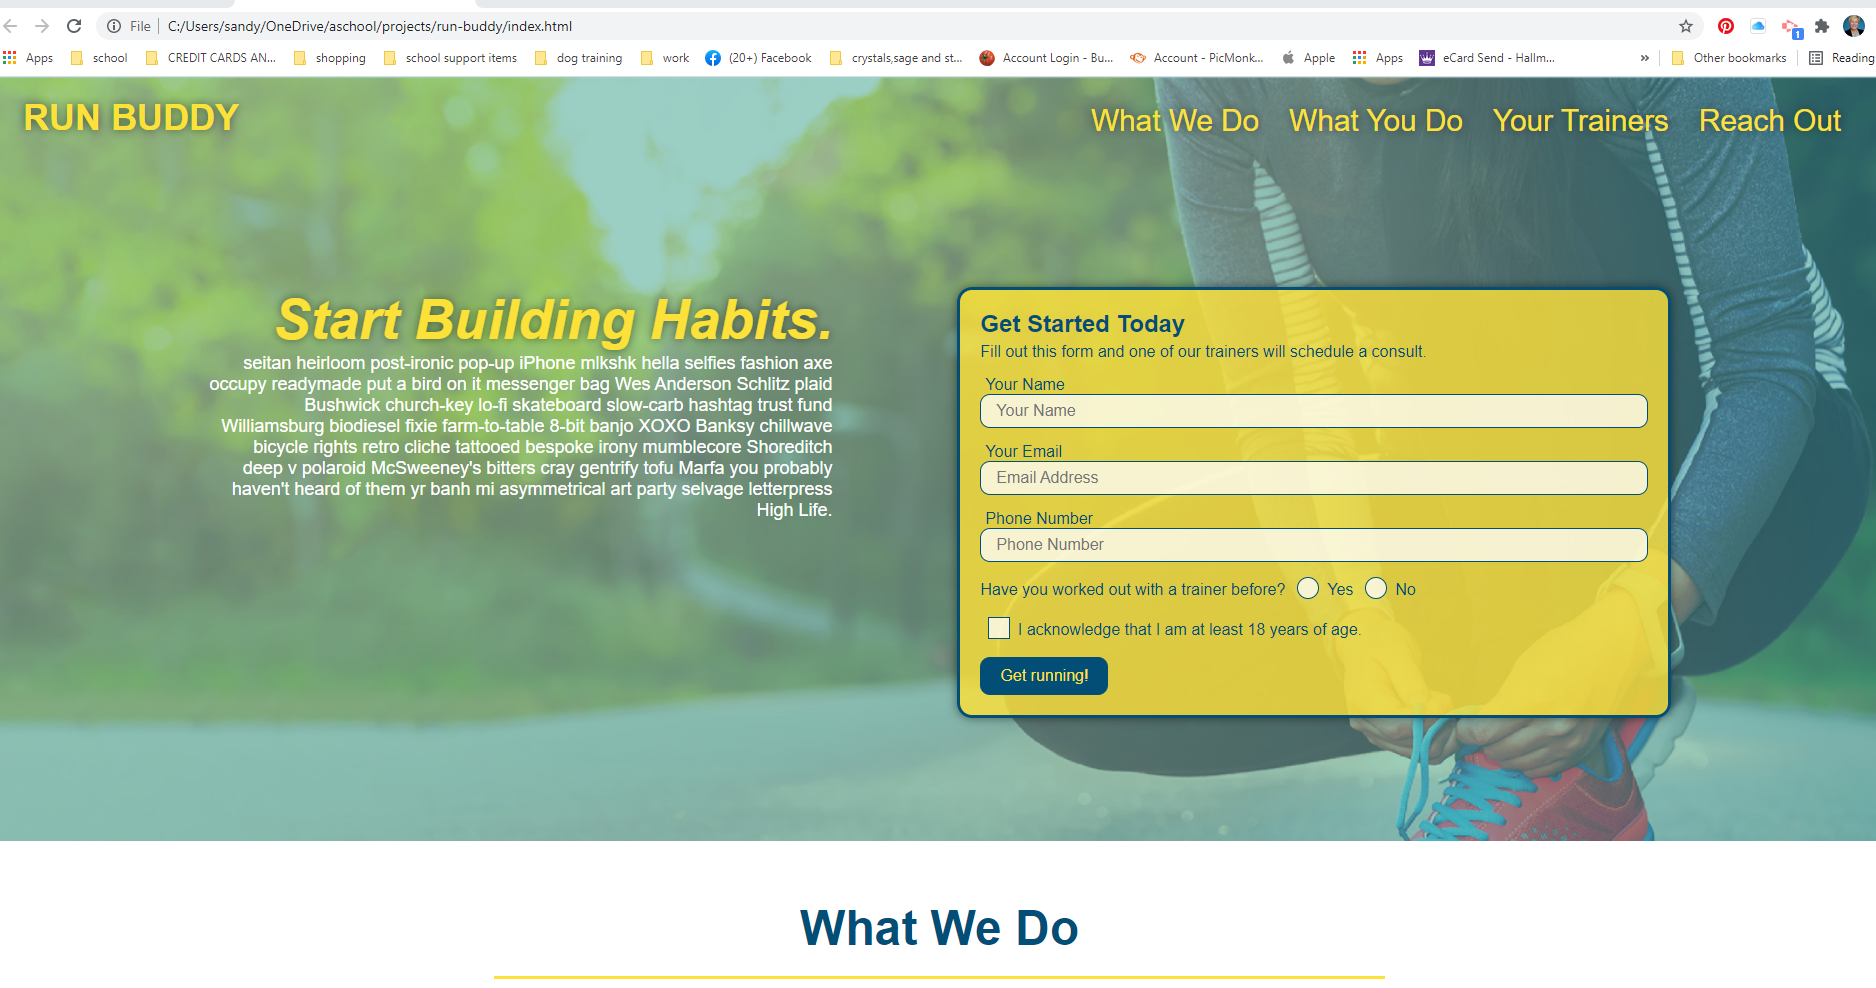 File | C:/Users/sandy/OneDrive/aschool/projects/run-buddy/index.html
1
Apps school CREDIT CARDS AN... shopping school support items dog training work (20+) Facebook crystals,sage and st... Account Login - Bu... Account - PicMonk... Apple Apps eCard Send - Hallm... » Other bookmarks Reading
RUN BUDDY
What We Do What You Do Your Trainers Reach Out
Start Building Habits.
seitan heirloom post-ironic pop-up iPhone mlkshk hella selfies fashion axe
occupy readymade put a bird on it messenger bag Wes Anderson Schlitz plaid
Bushwick church-key lo-fi skateboard slow-carb hashtag trust fund
Williamsburg biodiesel fixie farm-to-table 8-bit banjo XOXO Banksy chillwave
bicycle rights retro cliche tattooed bespoke irony mumblecore Shoreditch
deep v polaroid McSweeney's bitters cray gentrify tofu Marfa you probably
haven't heard of them yr banh mi asymmetrical art party selvage letterpress
High Life.
Get Started Today
Fill out this form and one of our trainers will schedule a consult.
Your Name
Your Name
Your Email
Email Address
Phone Number
Phone Number
Have you worked out with a trainer before? Yes No
I acknowledge that I am at least 18 years of age.
Get running!
What We Do